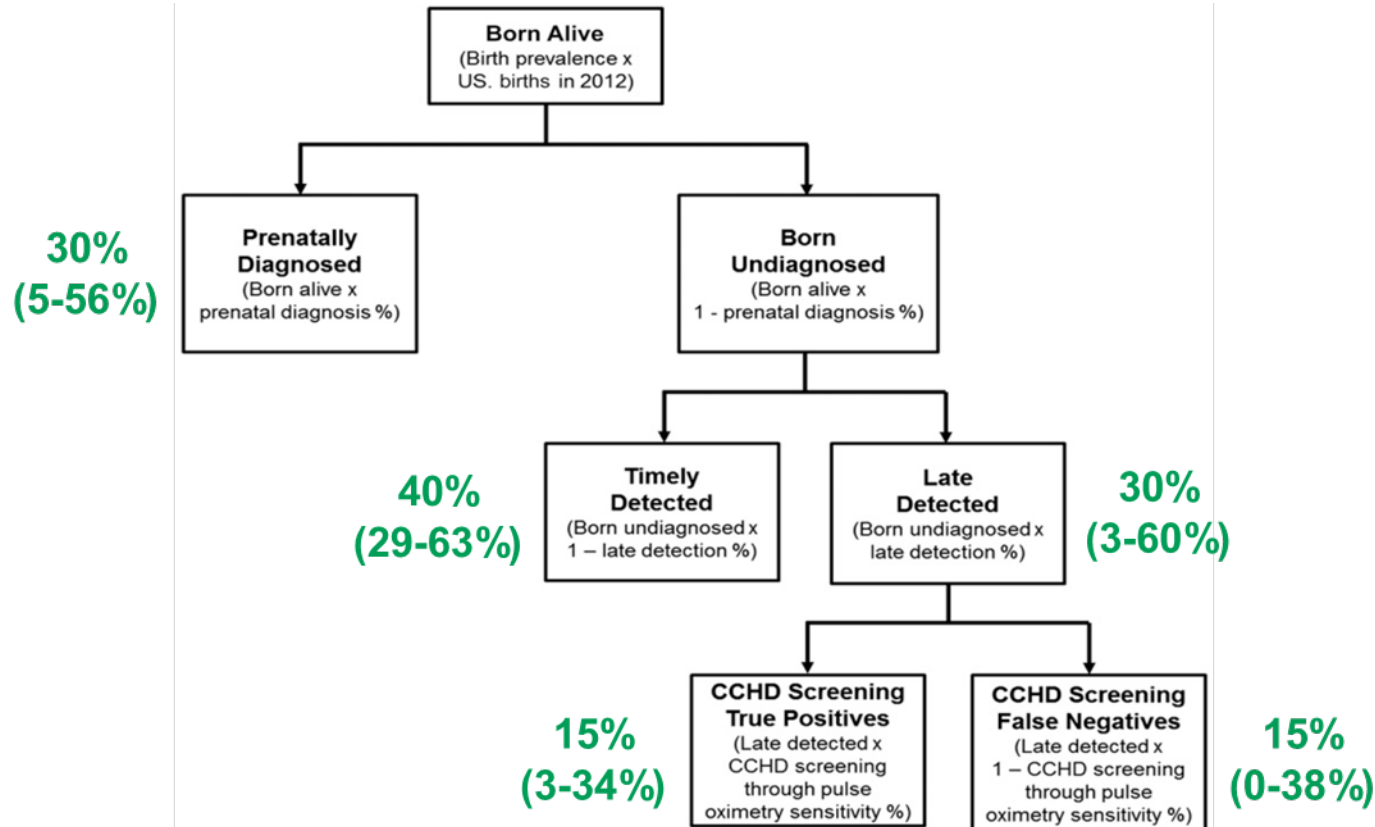 Born Alive
(Birth prevalence x
US. births in 2012)
30%
(5-56%)
Prenatally
Diagnosed
(Born alive x
prenatal diagnosis %)
Born
Undiagnosed
(Born alive x
1 - prenatal diagnosis %)
40%
(29-63%)
Timely
Detected
(Born undiagnosed x
1 – late detection %)
Late
Detected
(Born undiagnosed x
late detection %)
30%
(3-60%)
15%
(3-34%)
CCHD Screening
True Positives
(Late detected x
CCHD screening
through pulse
oximetry sensitivity %)
CCHD Screening
False Negatives
(Late detected x
1 – CCHD screening
through pulse
oximetry sensitivity %)
15%
(0-38%)